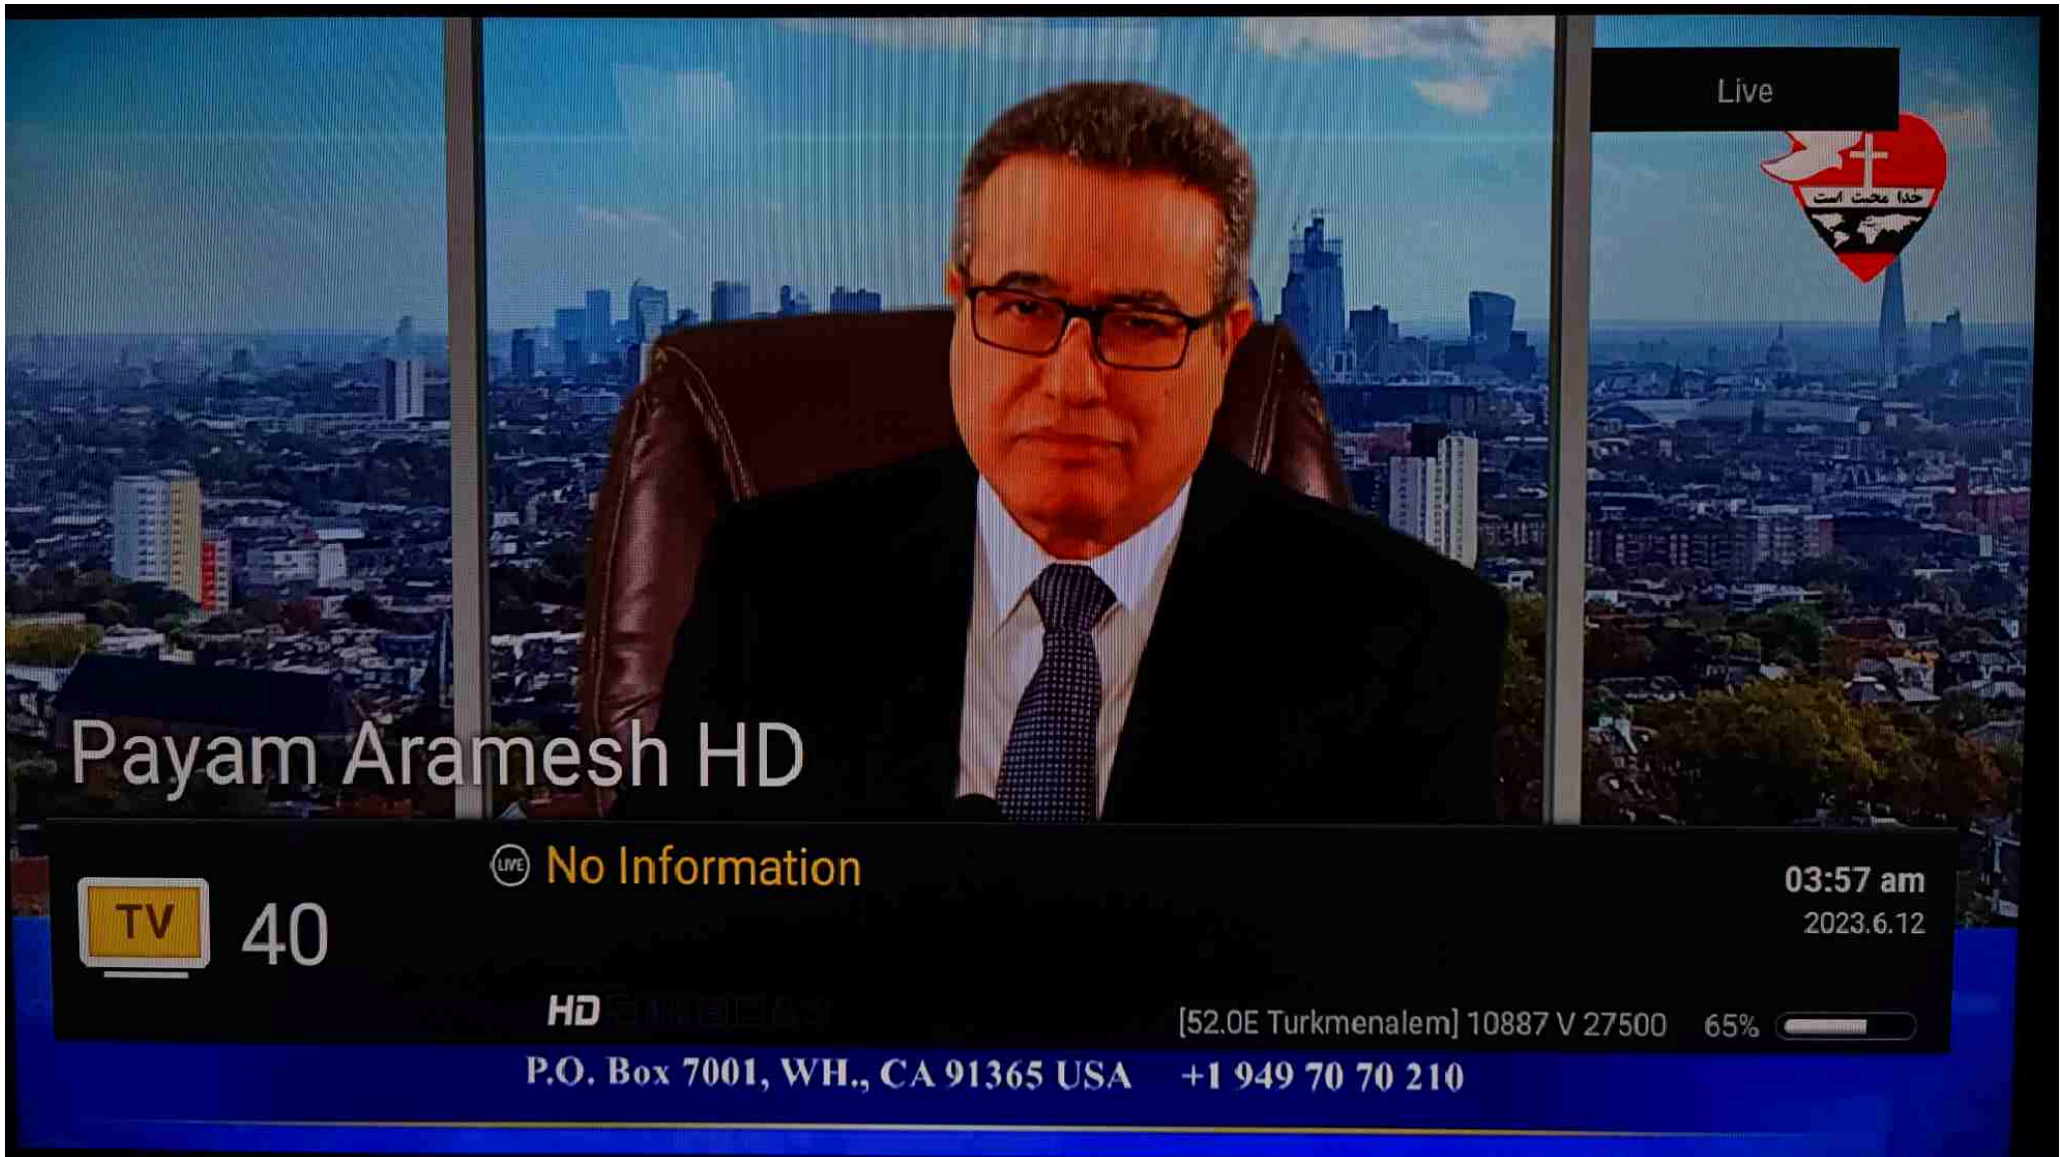 Live
خدا محبت است
Payam Aramesh HD
LIVE No Information
03:57 am
2023.6.12
TV 40
HD
[52.0E Turkmenalem] 10887 V 27500 65%
P.O. Box 7001, WH., CA 91365 USA +1 949 70 70 210